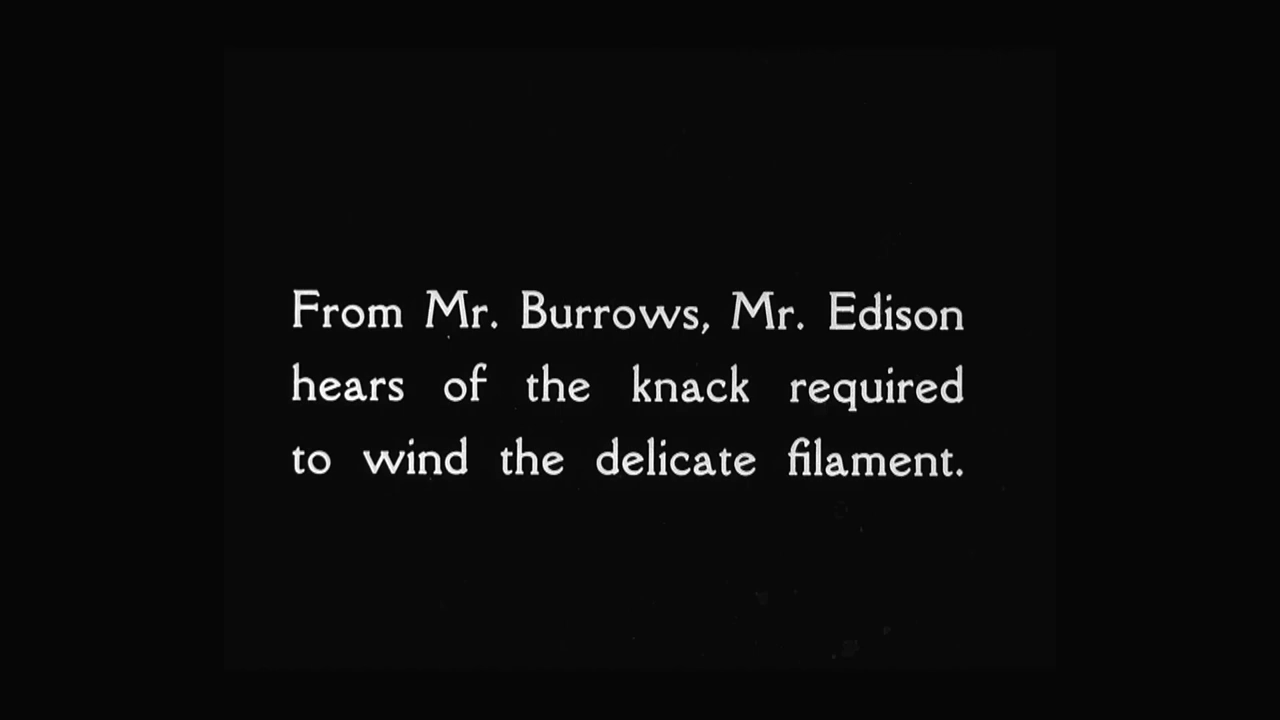 From Mr. Burrows, Mr. Edison
hears of the knack required
to wind the delicate filament.